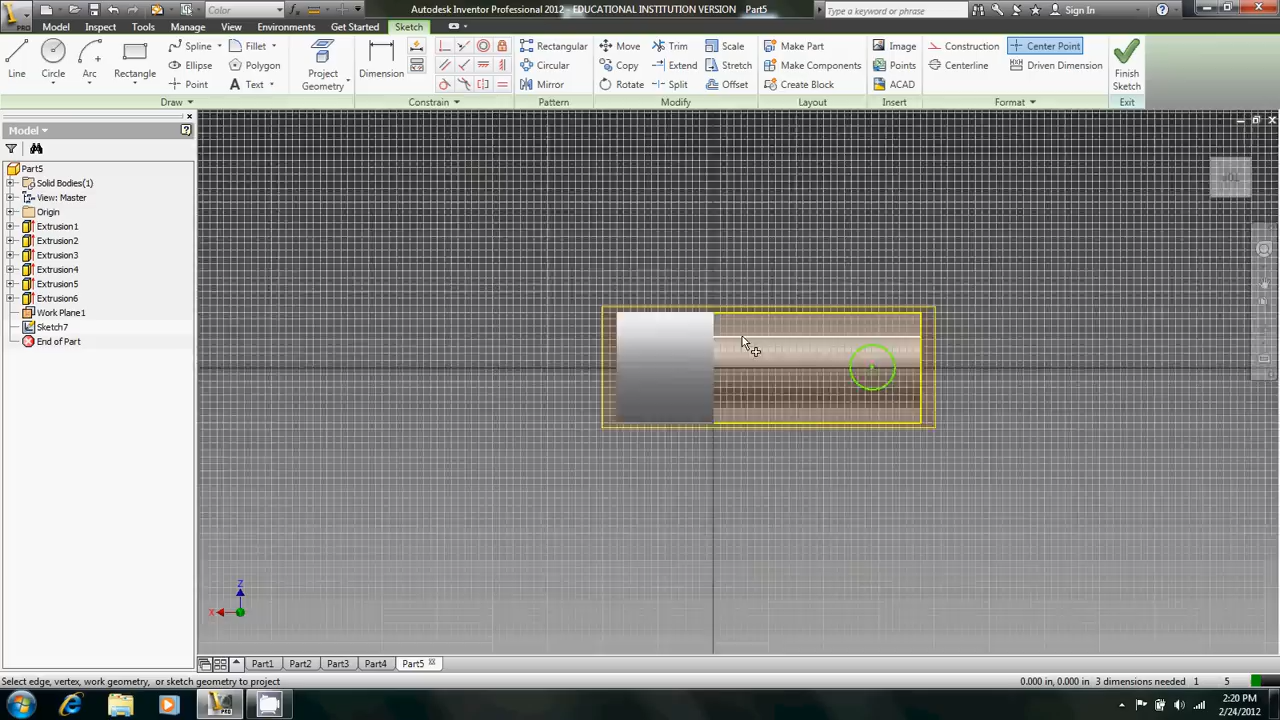 PRO
Color
Autodesk Inventor Professional 2012 - EDUCATIONAL INSTITUTION VERSION Part5
Type a keyword or phrase
Sign In
Model Inspect Tools Manage View Environments Get Started Sketch
Line Circle Arc Rectangle
Spline Fillet
Ellipse Polygon
Point Text
Project Geometry
Dimension
Rectangular
Circular
Mirror
Move Trim Scale
Copy Extend Stretch
Rotate Split Offset
Make Part
Make Components
Create Block
Image
Points
ACAD
Construction Center Point
Centerline Driven Dimension
Finish Sketch
Draw Constrain Pattern Modify Layout Insert Format Exit
Model
Part5
Solid Bodies(1)
View: Master
Origin
Extrusion1
Extrusion2
Extrusion3
Extrusion4
Extrusion5
Extrusion6
Work Plane1
Sketch7
End of Part
Z
X
Part1 Part2 Part3 Part4 Part5
Select edge, vertex, work geometry, or sketch geometry to project
0.000 in, 0.000 in 3 dimensions needed 1 5
PRO
2:20 PM
2/24/2012